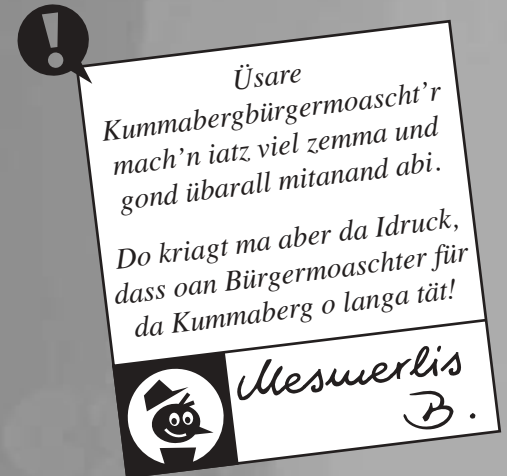 !
Üsare
Kummabergbürgermoascht’r
mach’n iatz viel zemma und
gond übarall mitanand abi.
Do kriagt ma aber da Idruck,
dass oan Bürgermoaschter für
da Kummaberg o langa tät!
Mesmerlis
B.